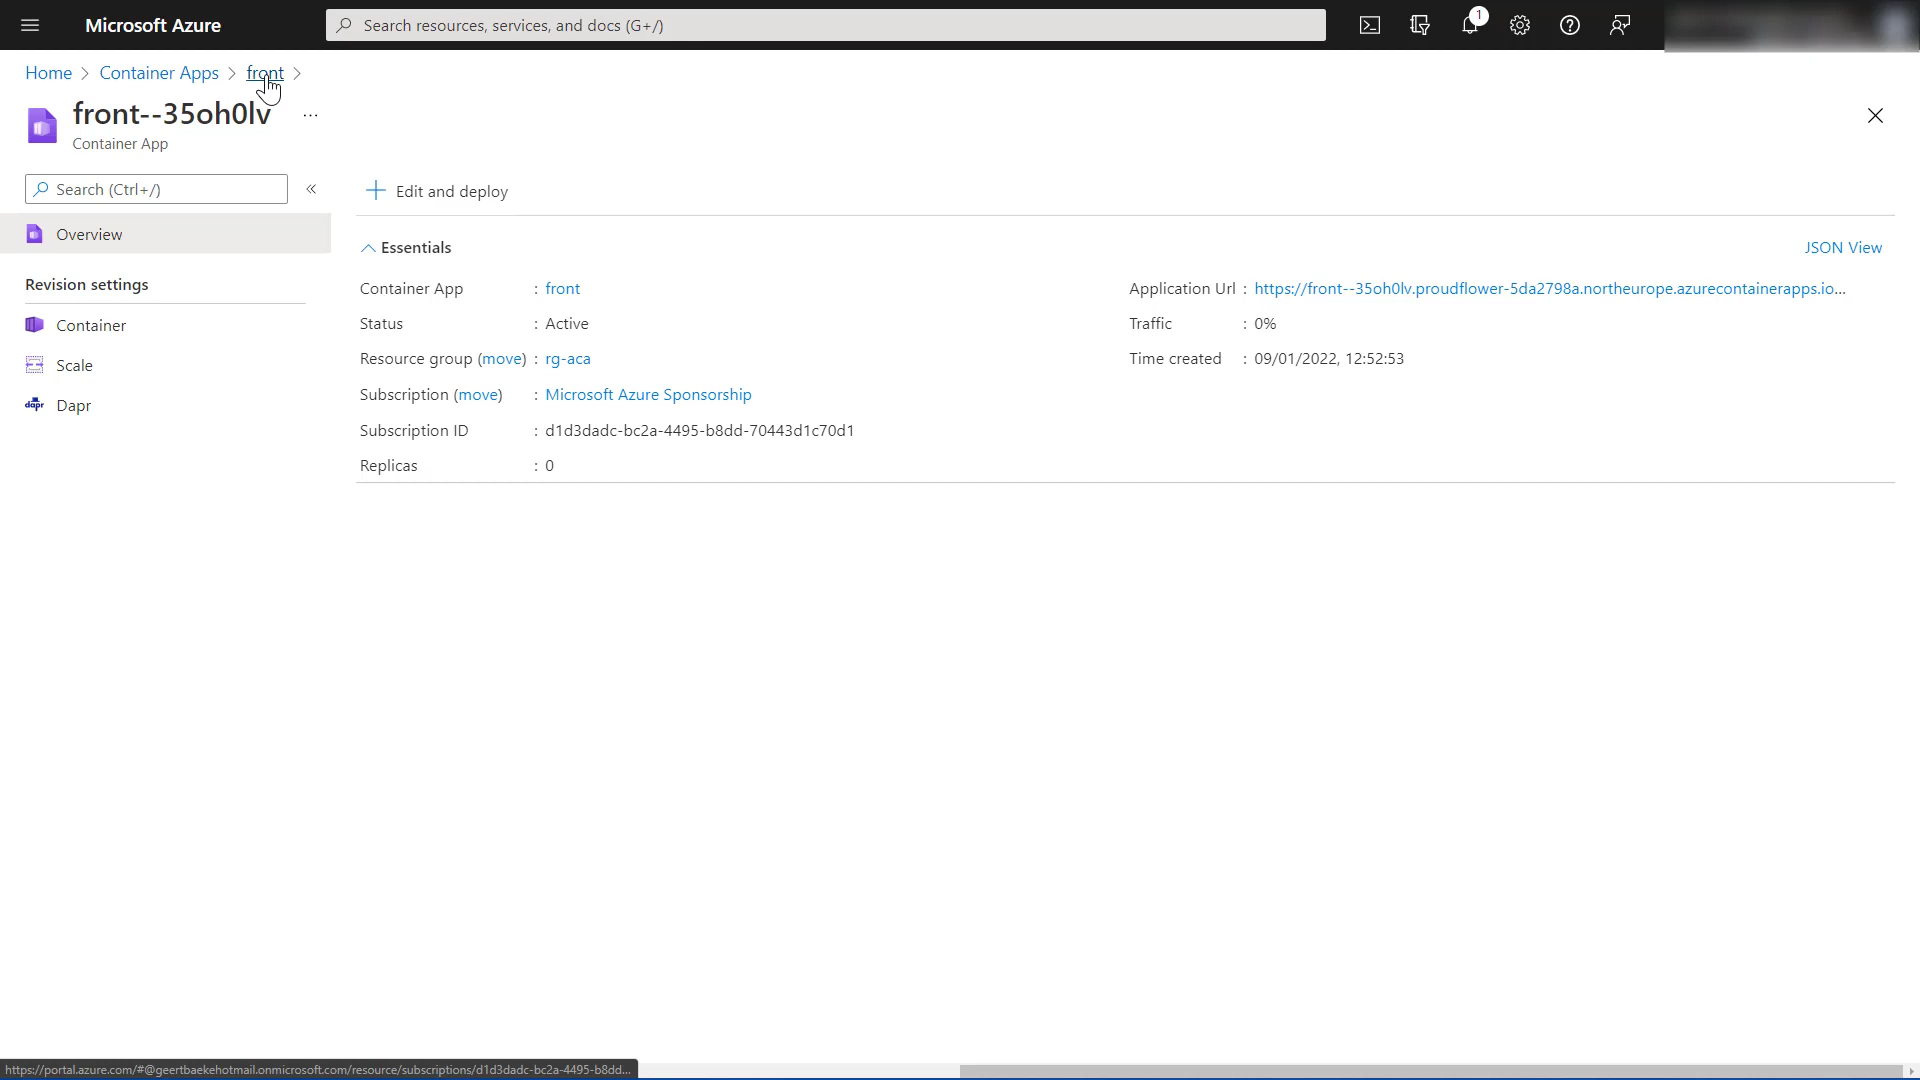 Microsoft Azure
Search resources, services, and docs (G+/)
1
Home > Container Apps > front >
front--35oh0lv ...
Container App
Search (Ctrl+/) «
Overview
Revision settings
Container
Scale
Dapr
Edit and deploy
Essentials
JSON View
Container App : front
Status : Active
Resource group (move) : rg-aca
Subscription (move) : Microsoft Azure Sponsorship
Subscription ID : d1d3dadc-bc2a-4495-b8dd-70443d1c70d1
Replicas : 0
Application Url : https://front--35oh0lv.proudflower-5da2798a.northeurope.azurecontainerapps.io...
Traffic : 0%
Time created : 09/01/2022, 12:52:53
https://portal.azure.com/#@geertbaekehotmail.onmicrosoft.com/resource/subscriptions/d1d3dadc-bc2a-4495-b8dd...